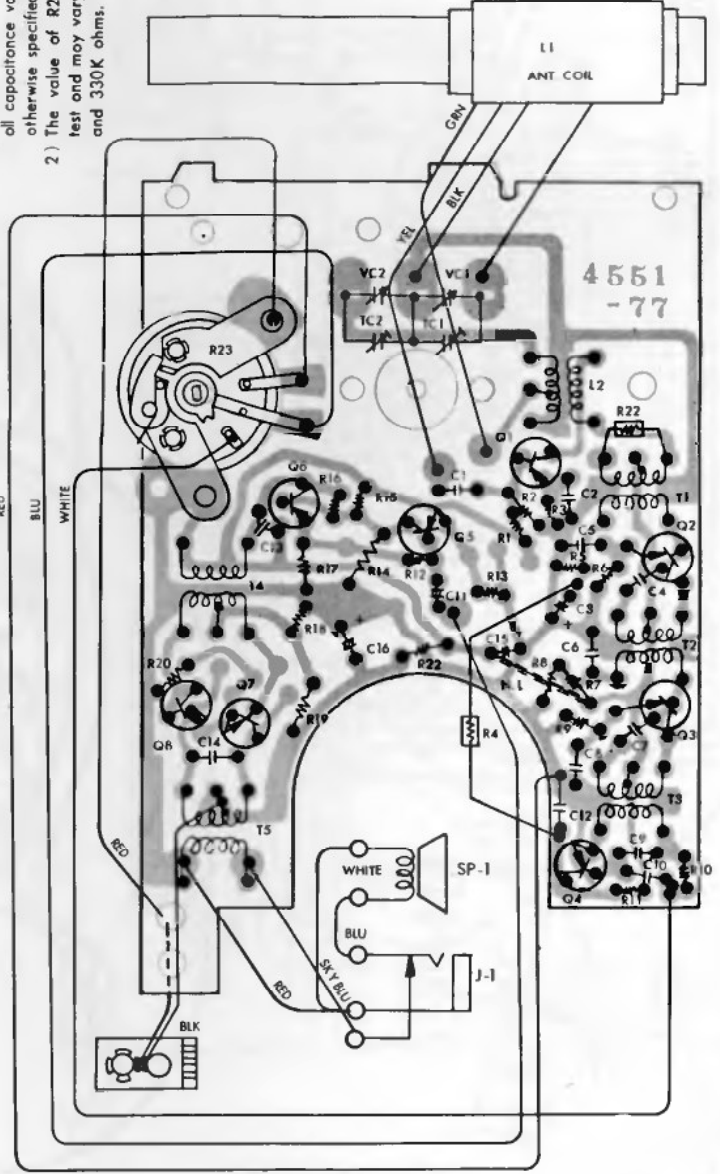 all capacitance va
otherwise specified
2) The value of R2
test and may var
and 330K ohms.
L1
ANT. COIL
GRN
BLK
YEL
RED
BLU
WHITE
VC2
VC1
TC2
TC1
4551
-77
R23
L2
R22
Q1
Q6
R16
R15
C1
R2
R3
C2
T1
C13
Q5
R1
C5
Q2
R17
R14
R12
R13
R5
R6
C4
T4
C11
C3
R18
C16
R22
C15
C6
T2
R20
R8
R7
Q7
R19
R4
R9
Q3
Q8
C14
C8
C7
T5
C12
T3
RED
WHITE
SP-1
C9
C10
R10
Q4
R11
BLU
SKY BLU
RED
J-1
BLK